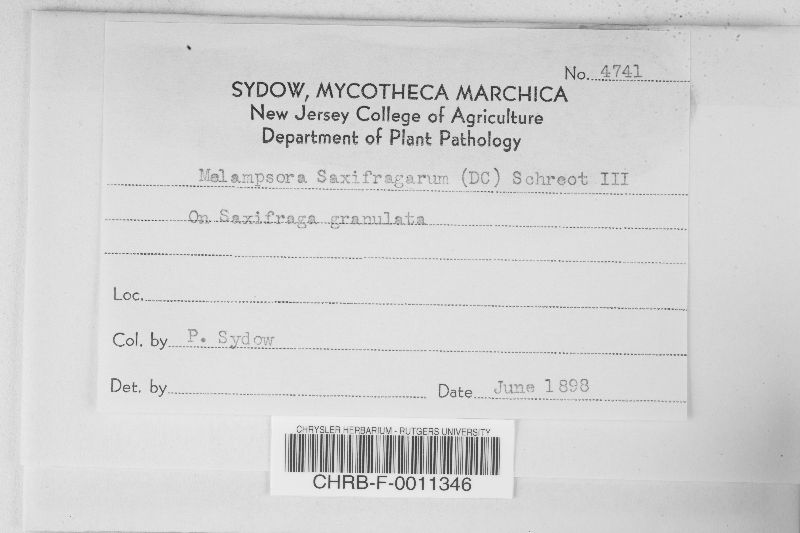 No. 4741
SYDOW, MYCOTHECA MARCHICA
New Jersey College of Agriculture
Department of Plant Pathology
Melampsora Saxifragarum (DC) Schreot III
On Saxifraga granulata
Loc.
Col. by P. Sydow
Det. by
Date June 1898
CHRYSLER HERBARIUM - RUTGERS UNIVERSITY
CHRB-F-0011346